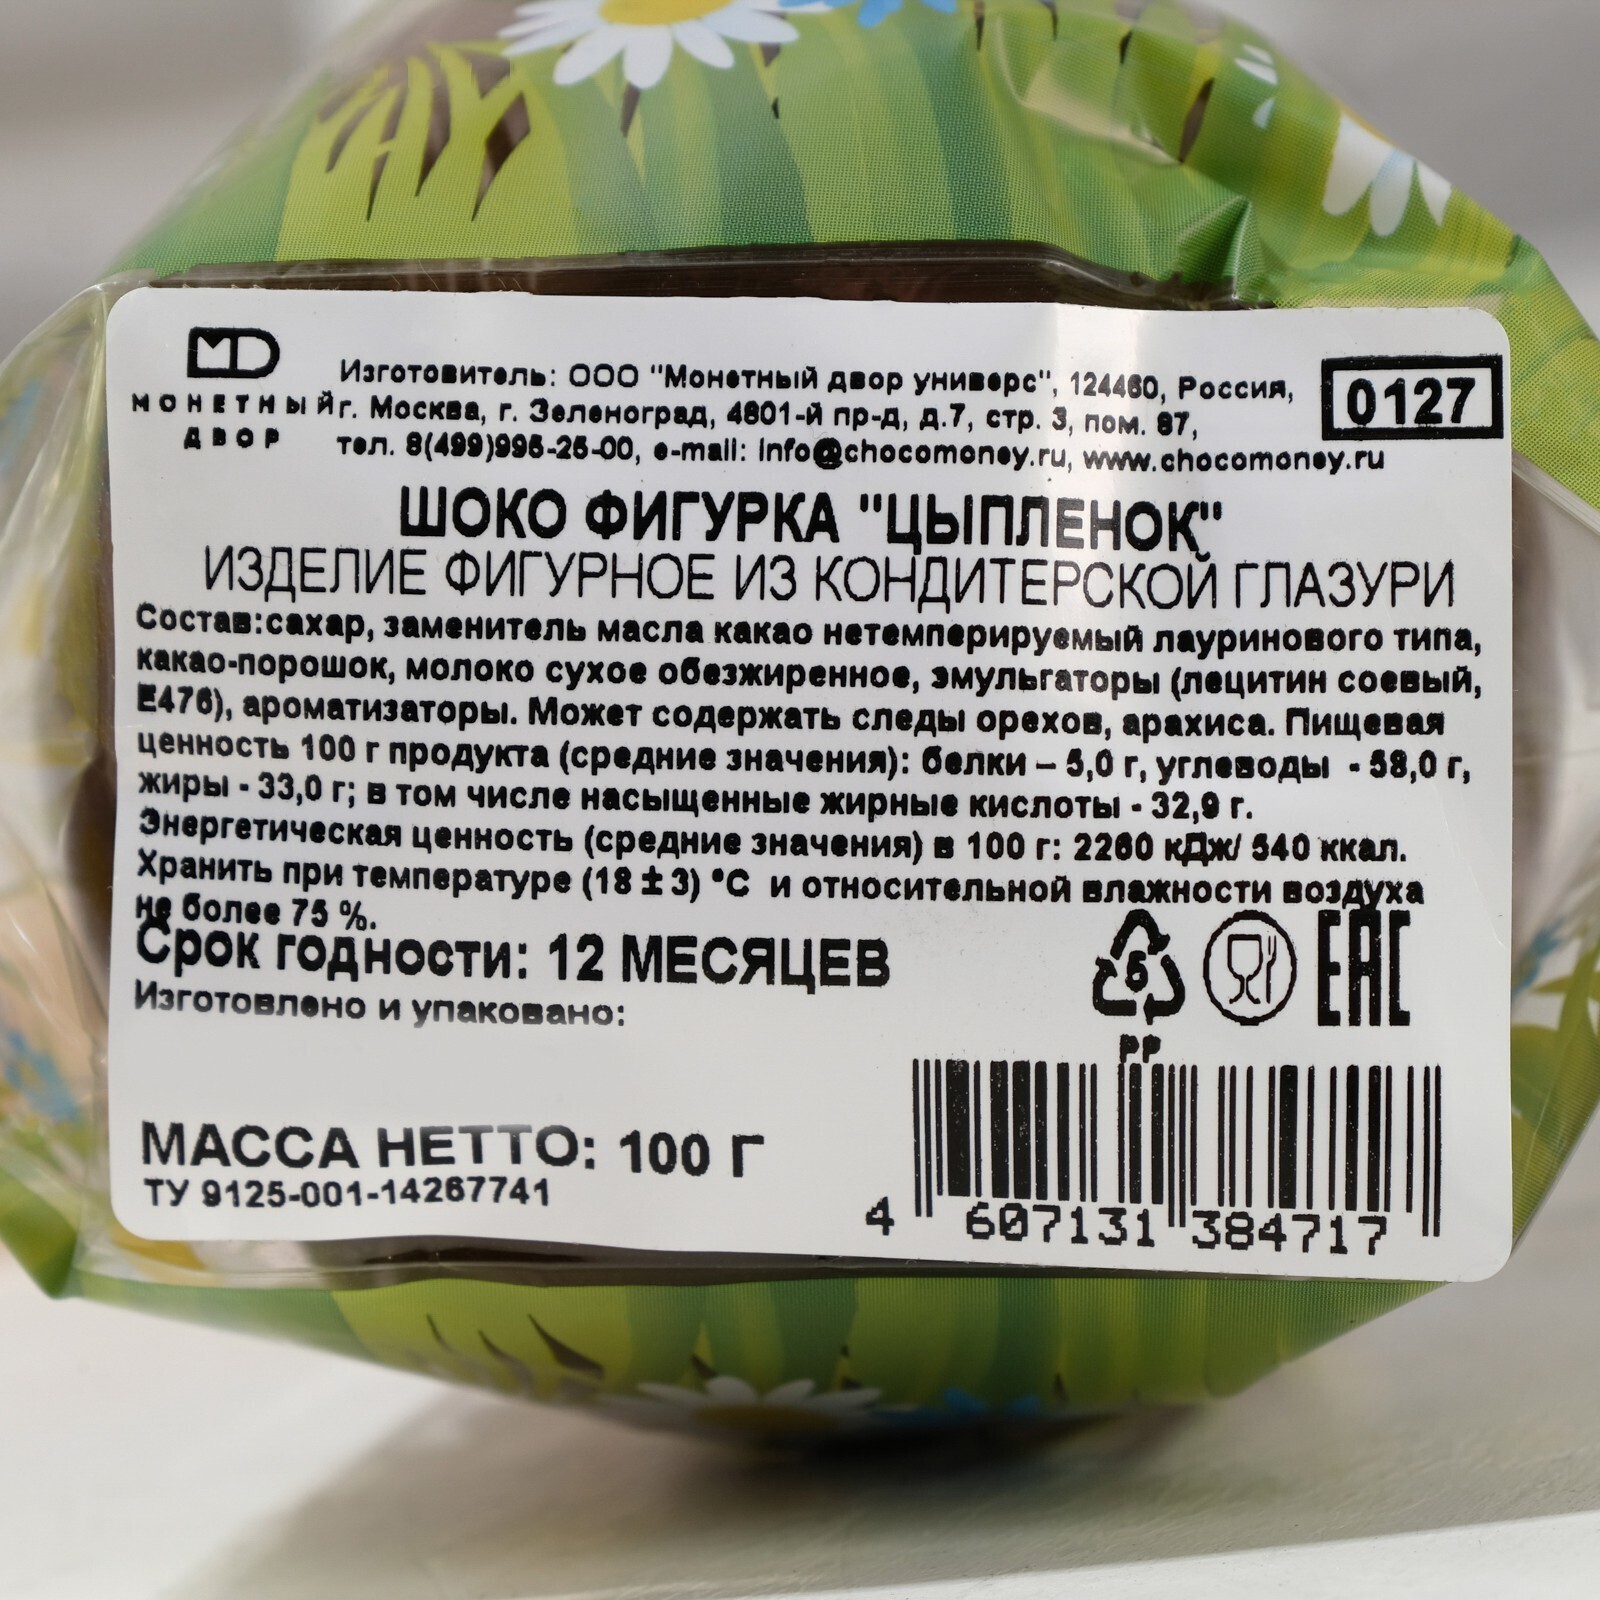 МОНЕТНЫЙ
ДВОР
Изготовитель: ООО "Монетный двор универс", 124460, Россия,
г. Москва, г. Зеленоград, 4801-й пр-д, д.7, стр. 3, пом. 87,
тел. 8(499)995-25-00, e-mail: info@chocomoney.ru, www.chocomoney.ru
0127
ШОКО ФИГУРКА "ЦЫПЛЕНОК"
ИЗДЕЛИЕ ФИГУРНОЕ ИЗ КОНДИТЕРСКОЙ ГЛАЗУРИ
Состав:сахар, заменитель масла какао нетемперируемый лауринового типа,
какао-порошок, молоко сухое обезжиренное, эмульгаторы (лецитин соевый,
Е476), ароматизаторы. Может содержать следы орехов, арахиса. Пищевая
ценность 100 г продукта (средние значения): белки – 5,0 г, углеводы - 58,0 г,
жиры - 33,0 г; в том числе насыщенные жирные кислоты - 32,9 г.
Энергетическая ценность (средние значения) в 100 г: 2260 кДж/ 540 ккал.
Хранить при температуре (18 ± 3) °С и относительной влажности воздуха
не более 75 %.
Срок годности: 12 МЕСЯЦЕВ
Изготовлено и упаковано:
5
PP
EAC
МАССА НЕТТО: 100 Г
ТУ 9125-001-14267741
4 607131 384717